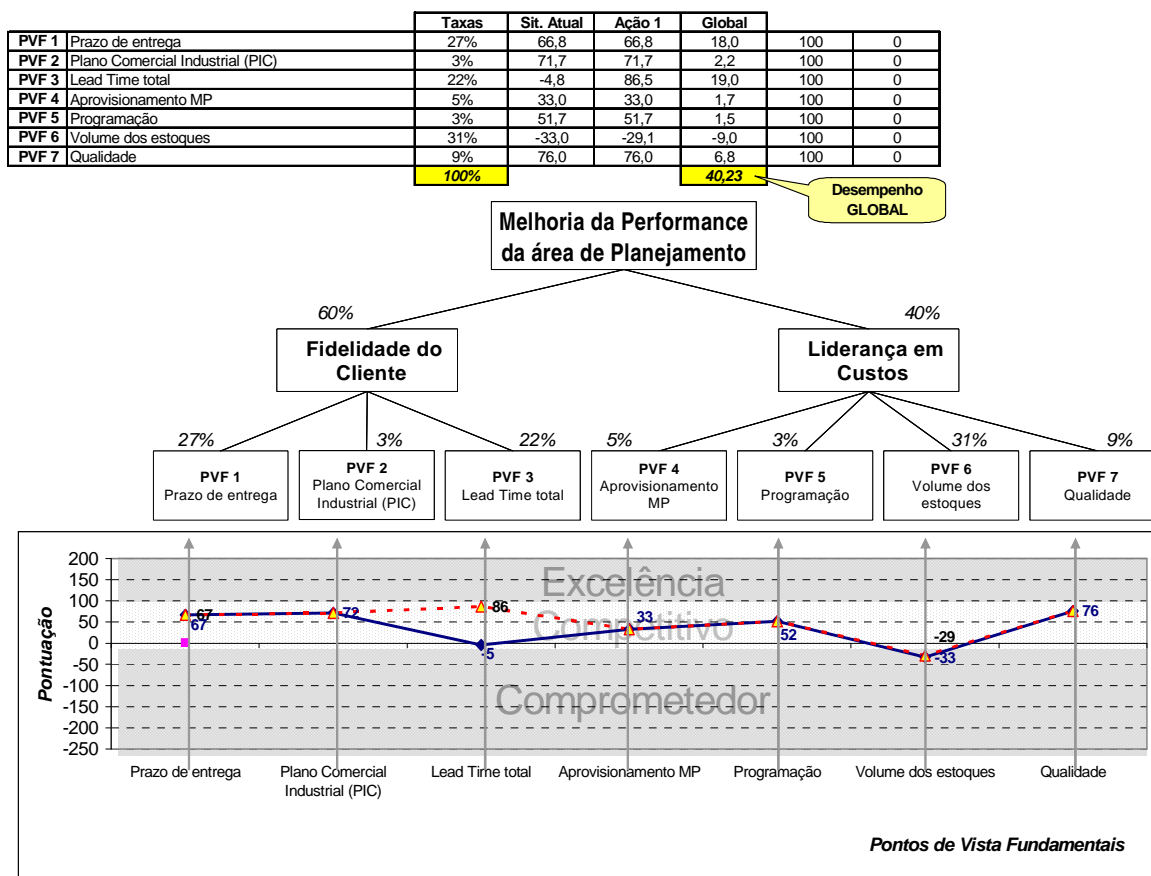 Taxas Sit. Atual Ação 1 Global
PVF 1 Prazo de entrega 27% 66,8 66,8 18,0 100 0
PVF 2 Plano Comercial Industrial (PIC) 3% 71,7 71,7 2,2 100 0
PVF 3 Lead Time total 22% -4,8 86,5 19,0 100 0
PVF 4 Aprovisionamento MP 5% 33,0 33,0 1,7 100 0
PVF 5 Programação 3% 51,7 51,7 1,5 100 0
PVF 6 Volume dos estoques 31% -33,0 -29,1 -9,0 100 0
PVF 7 Qualidade 9% 76,0 76,0 6,8 100 0
100% 40,23
Desempenho
GLOBAL
Melhoria da Performance
da área de Planejamento
60% 40%
Fidelidade do
Cliente
Liderança em
Custos
27% 3% 22% 5% 3% 31% 9%
PVF 1
Prazo de entrega
PVF 2
Plano Comercial
Industrial (PIC)
PVF 3
Lead Time total
PVF 4
Aprovisionamento
MP
PVF 5
Programação
PVF 6
Volume dos
estoques
PVF 7
Qualidade
Pontuação
200
150
100
50
0
-50
-100
-150
-200
-250
Excelência
Competitivo
Comprometedor
67
67
72
86
-5
33
52
-29
-33
76
Prazo de entrega
Plano Comercial
Industrial (PIC)
Lead Time total
Aprovisionamento MP
Programação
Volume dos estoques
Qualidade
Pontos de Vista Fundamentais